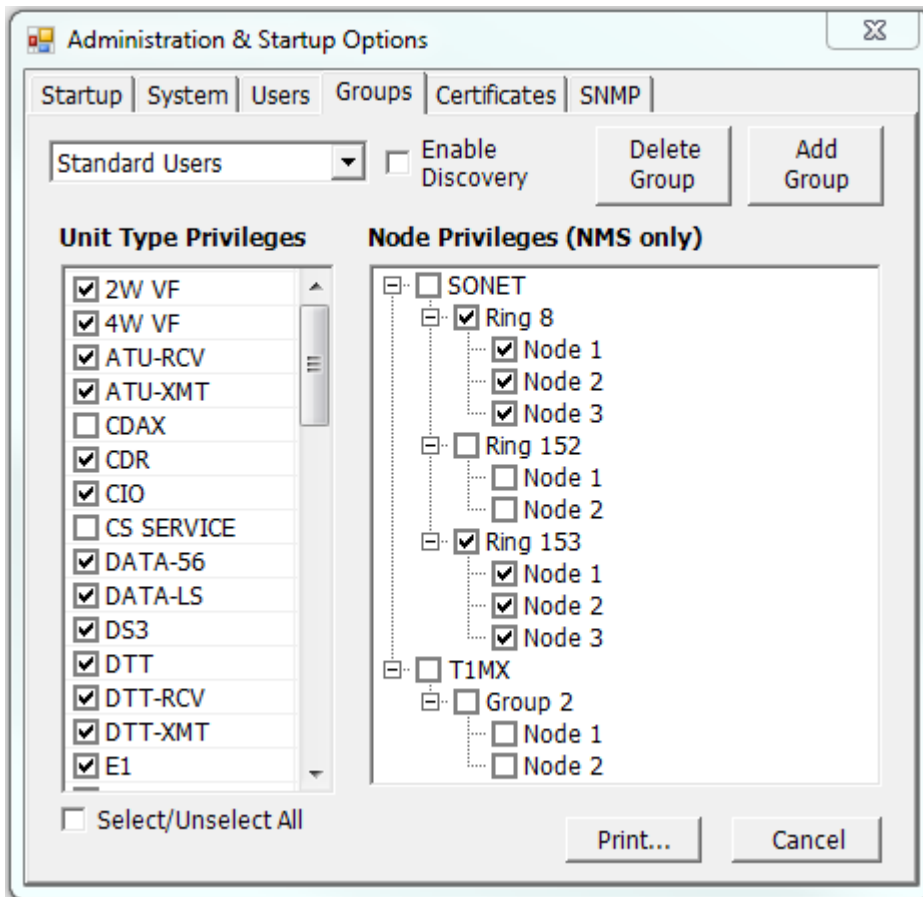 Administration & Startup Options
Startup System Users Groups Certificates SNMP
Standard Users
Enable
Discovery
Delete
Group
Add
Group
Unit Type Privileges
2W VF
4W VF
ATU-RCV
ATU-XMT
CDAX
CDR
CIO
CS SERVICE
DATA-56
DATA-LS
DS3
DTT
DTT-RCV
DTT-XMT
E1
Select/Unselect All
Node Privileges (NMS only)
SONET
Ring 8
Node 1
Node 2
Node 3
Ring 152
Node 1
Node 2
Ring 153
Node 1
Node 2
Node 3
T1MX
Group 2
Node 1
Node 2
Print...
Cancel